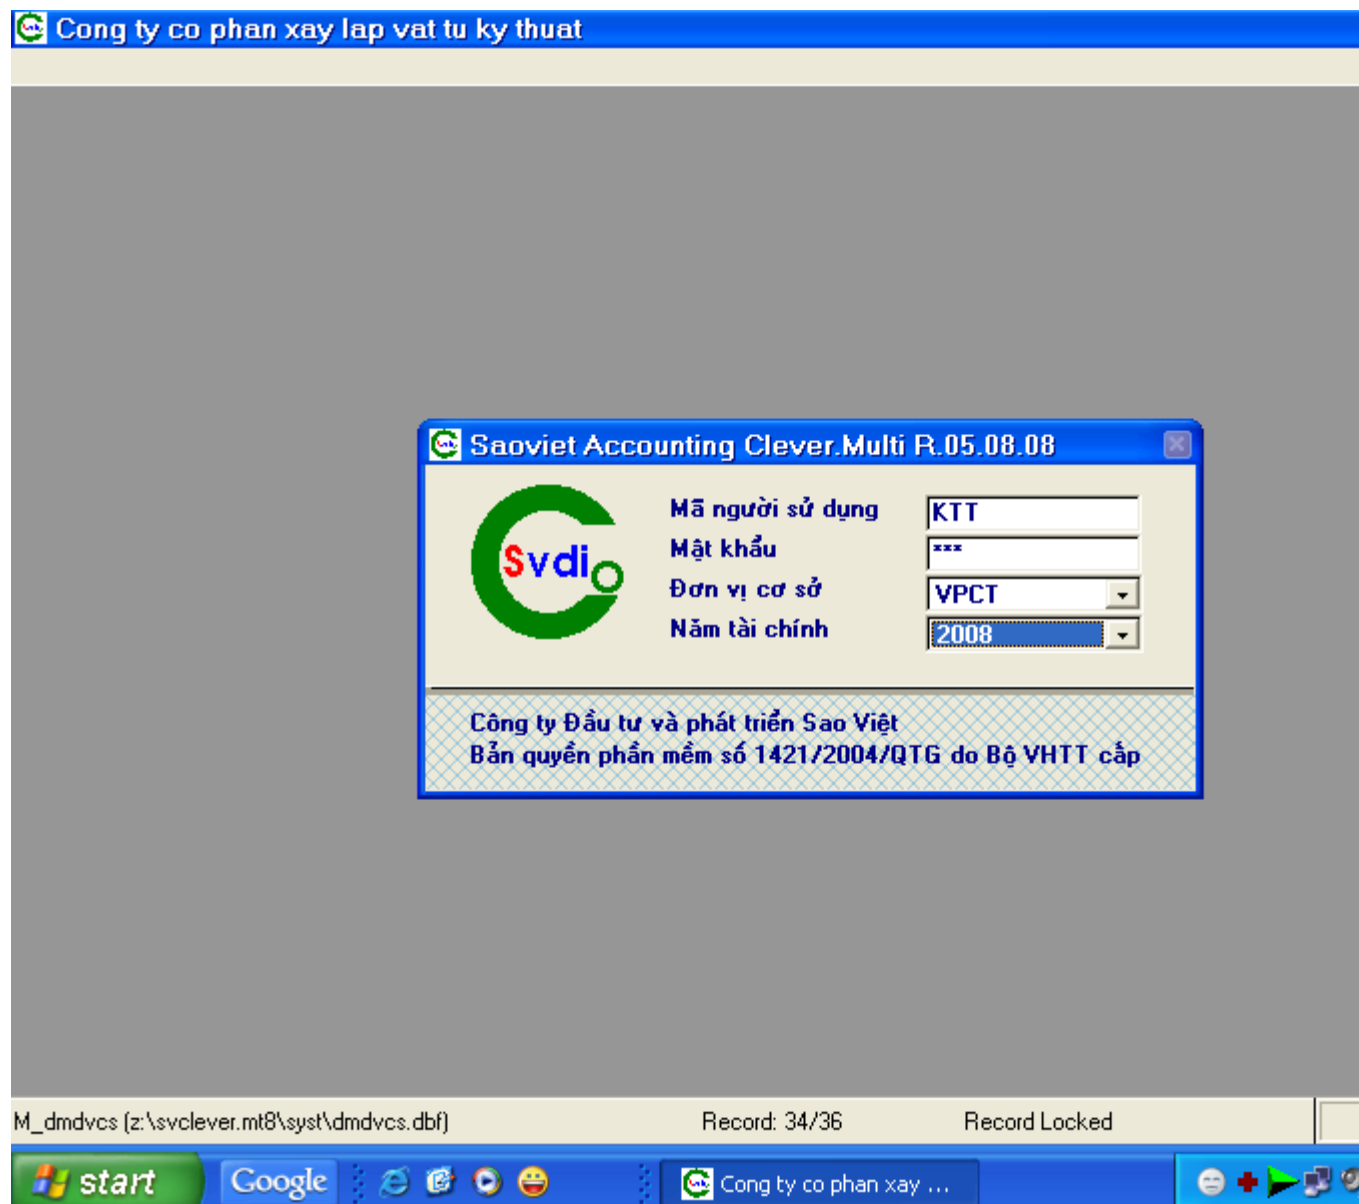 Cong ty co phan xay lap vat tu ky thuat
Saoviet Accounting Clever.Multi R.05.08.08
Svdi
Mã người sử dụng KTT
Mật khẩu ***
Đơn vị cơ sở VPCT
Năm tài chính 2008
Công ty Đầu tư và phát triển Sao Việt
Bản quyền phần mềm số 1421/2004/QTG do Bộ VHTT cấp
M_dmdvcs (z:\svclever.mt8\syst\dmdvcs.dbf) Record: 34/36 Record Locked
start Google Cong ty co phan xay ...